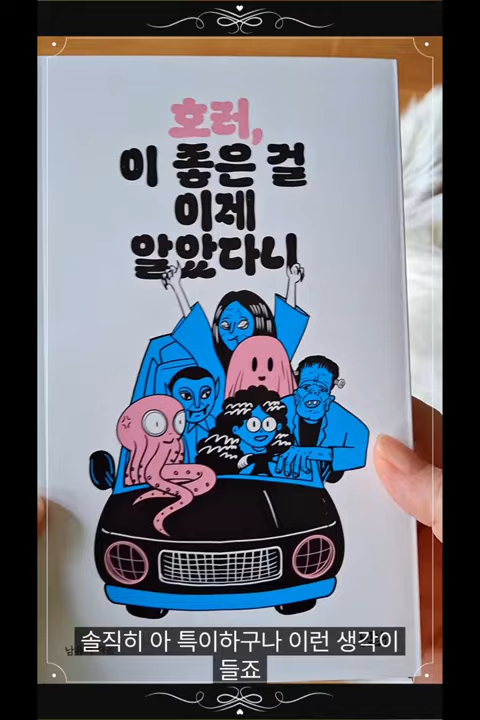 호러,
이 좋은 걸
이제
알았다니
솔직히 아 특이하구나 이런 생각이
들죠